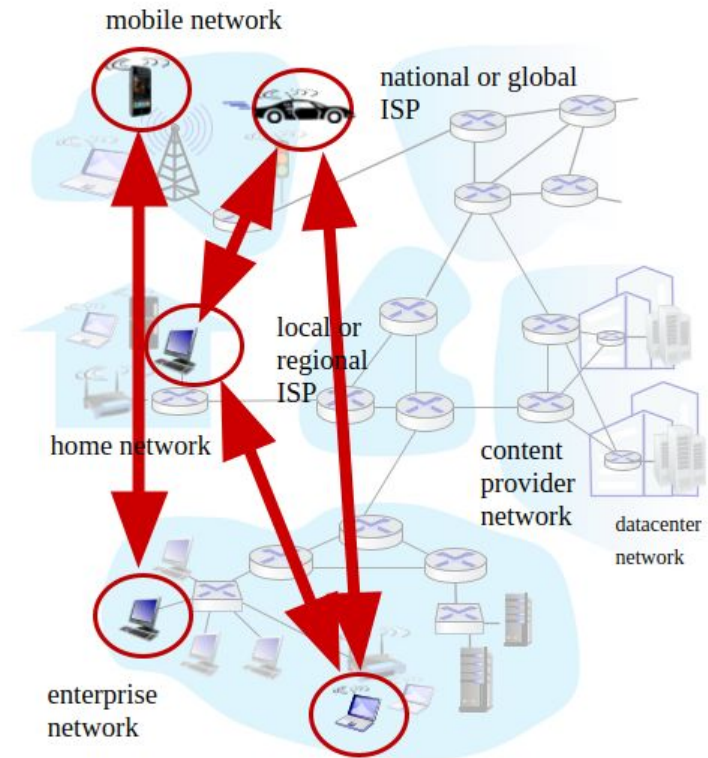 mobile network
national or global
ISP
local or
regional
ISP
home network
content
provider
network
datacenter
network
enterprise
network